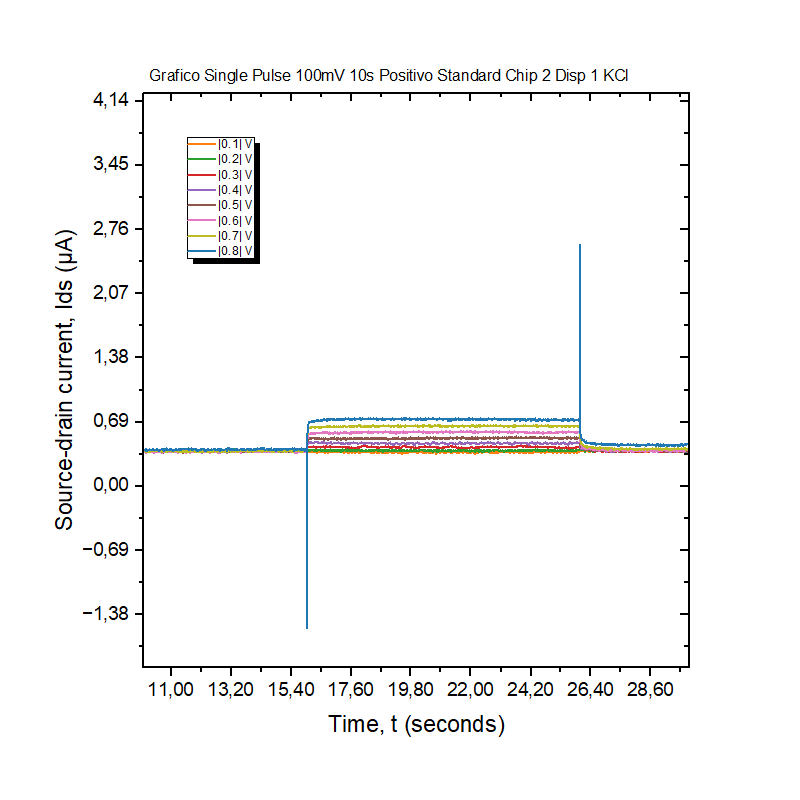 Grafico Single Pulse 100mV 10s Positivo Standard Chip 2 Disp 1 KCl
4,14
3,45
2,76
2,07
1,38
0,69
0,00
−0,69
−1,38
|0.1| V
|0.2| V
|0.3| V
|0.4| V
|0.5| V
|0.6| V
|0.7| V
|0.8| V
Source-drain current, Ids (µA)
11,00 13,20 15,40 17,60 19,80 22,00 24,20 26,40 28,60
Time, t (seconds)